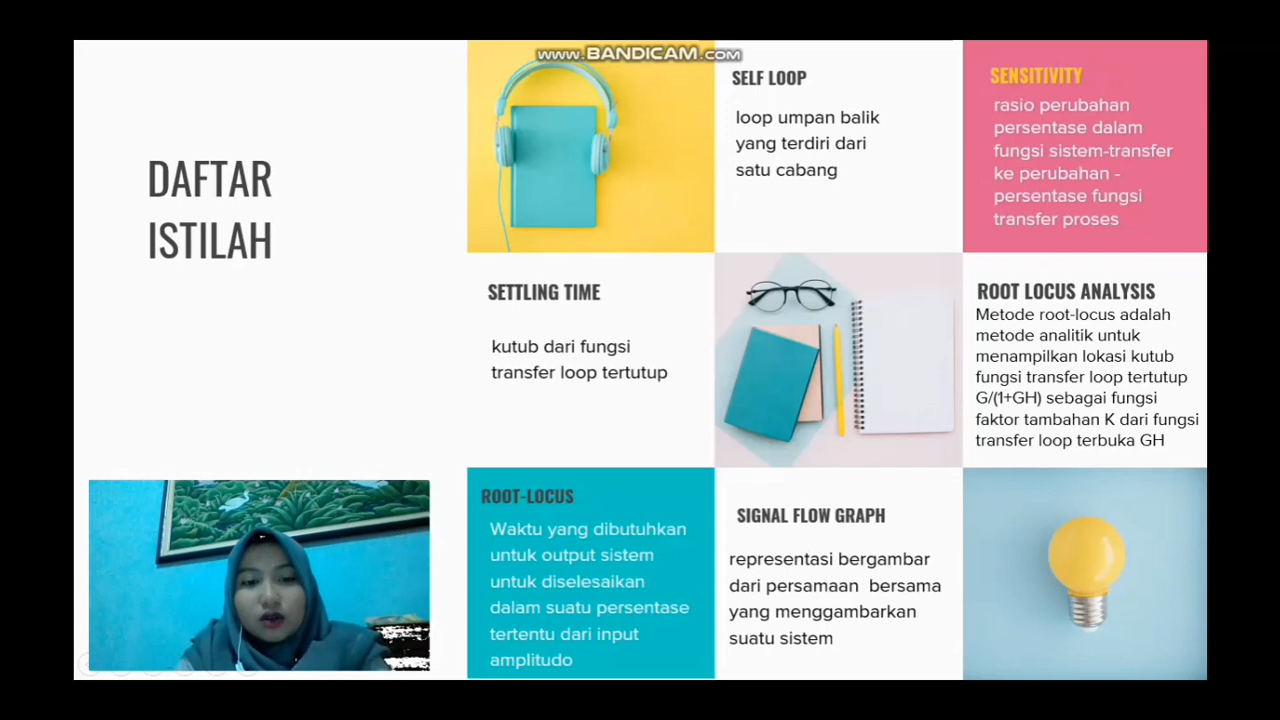 www.BANDICAM.com
DAFTAR
ISTILAH
SELF LOOP
loop umpan balik
yang terdiri dari
satu cabang
SENSITIVITY
rasio perubahan
persentase dalam
fungsi sistem-transfer
ke perubahan -
persentase fungsi
transfer proses
SETTLING TIME
kutub dari fungsi
transfer loop tertutup
ROOT LOCUS ANALYSIS
Metode root-locus adalah
metode analitik untuk
menampilkan lokasi kutub
fungsi transfer loop tertutup
G/(1+GH) sebagai fungsi
faktor tambahan K dari fungsi
transfer loop terbuka GH
ROOT-LOCUS
Waktu yang dibutuhkan
untuk output sistem
untuk diselesaikan
dalam suatu persentase
tertentu dari input
amplitudo
SIGNAL FLOW GRAPH
representasi bergambar
dari persamaan  bersama
yang menggambarkan
suatu sistem